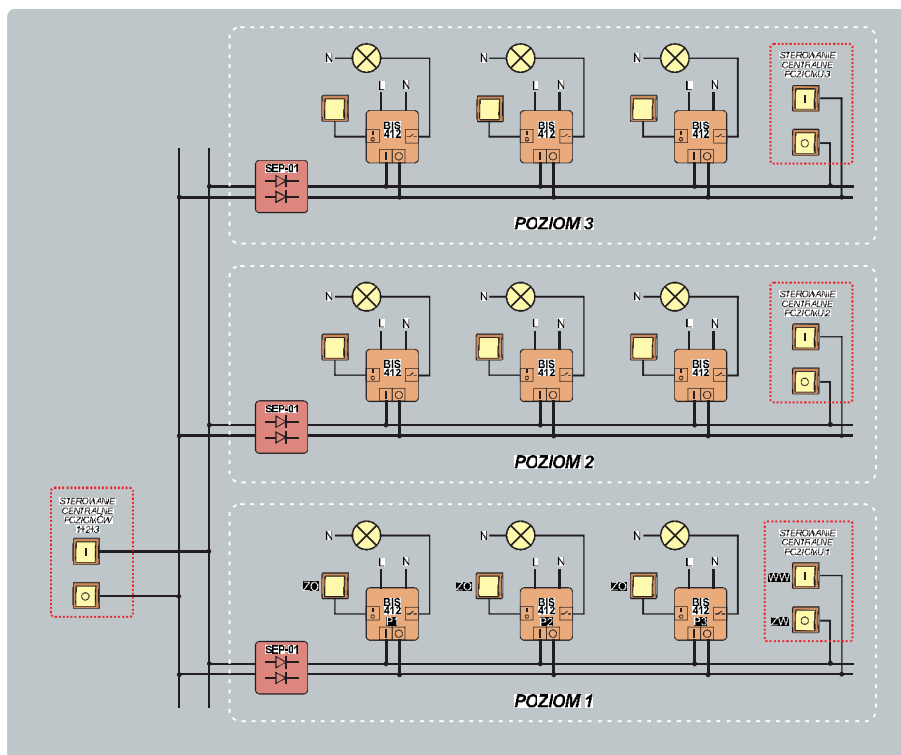 N N N
STEROWANIE
CENTRALNE
POZIOMU 3
L N L N L N
I
BIS
412
BIS
412
BIS
412
I O I O I O
O
SEP-01
POZIOM 3
N N N
STEROWANIE
CENTRALNE
POZIOMU 2
L N L N L N
I
BIS
412
BIS
412
BIS
412
I O I O I O
O
SEP-01
POZIOM 2
STEROWANIE
CENTRALNE
POZIOMÓW
1+2+3
I
O
N N N
STEROWANIE
CENTRALNE
POZIOMU 1
L N L N L N
ZO ZO ZO
WW I
BIS
412
P1
BIS
412
P2
BIS
412
P3
I O I O I O
ZW O
SEP-01
POZIOM 1